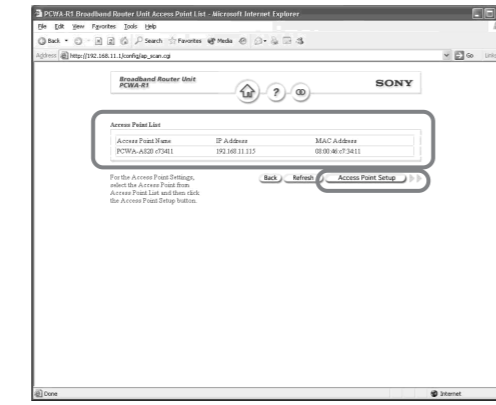 PCWA-R1 Broadband Router Unit Access Point List - Microsoft Internet Explorer
File Edit View Favorites Tools Help
Back Search Favorites Media
Address http://192.168.11.1/config/ap_scan.cgi Go Links
Broadband Router Unit
PCWA-R1
? SONY
Access Point List
Access Point Name IP Address MAC Address
PCWA-A820 c73411 192.168.11.115 08:00:46:c7:34:11
For the Access Point Settings,
select the Access Point from
Access Point List and then click
the Access Point Setup button.
Back Refresh Access Point Setup
Done Internet